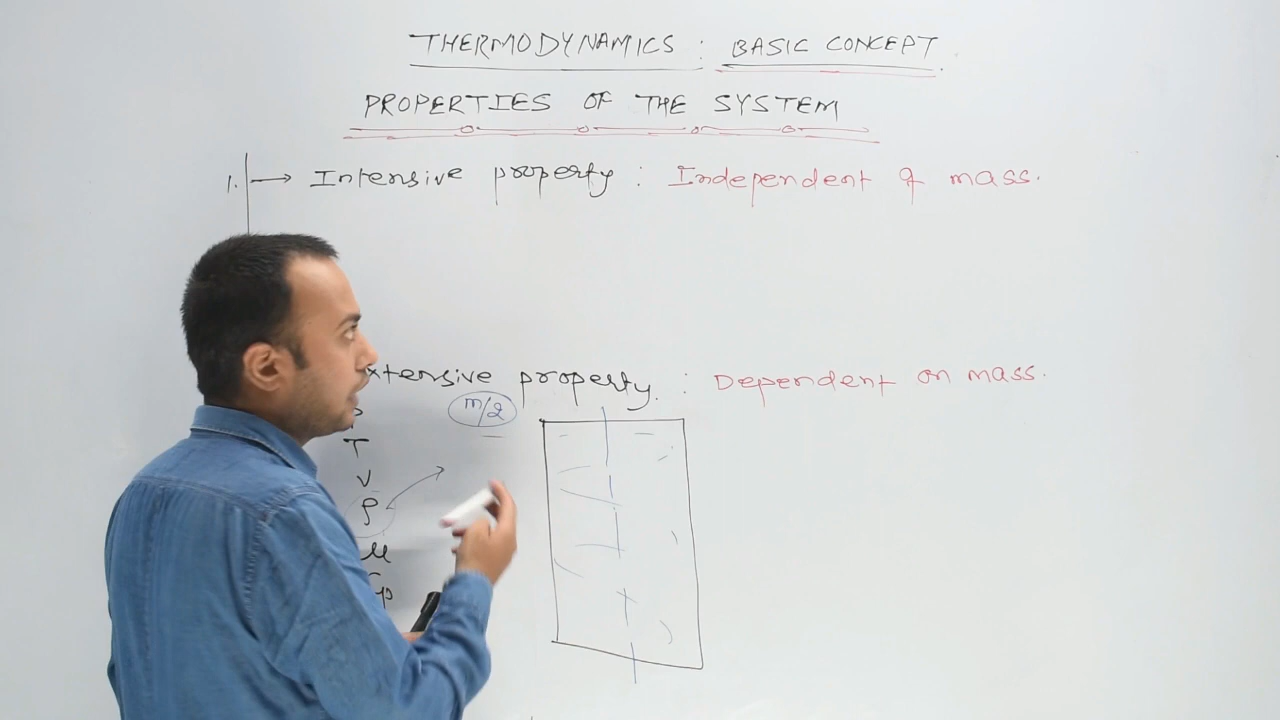 THERMODYNAMICS : BASIC CONCEPT.
PROPERTIES OF THE SYSTEM
1. → Intensive property : Independent of mass.
xtensive property. : Dependent on mass.
m/2
T
V
ρ
μ